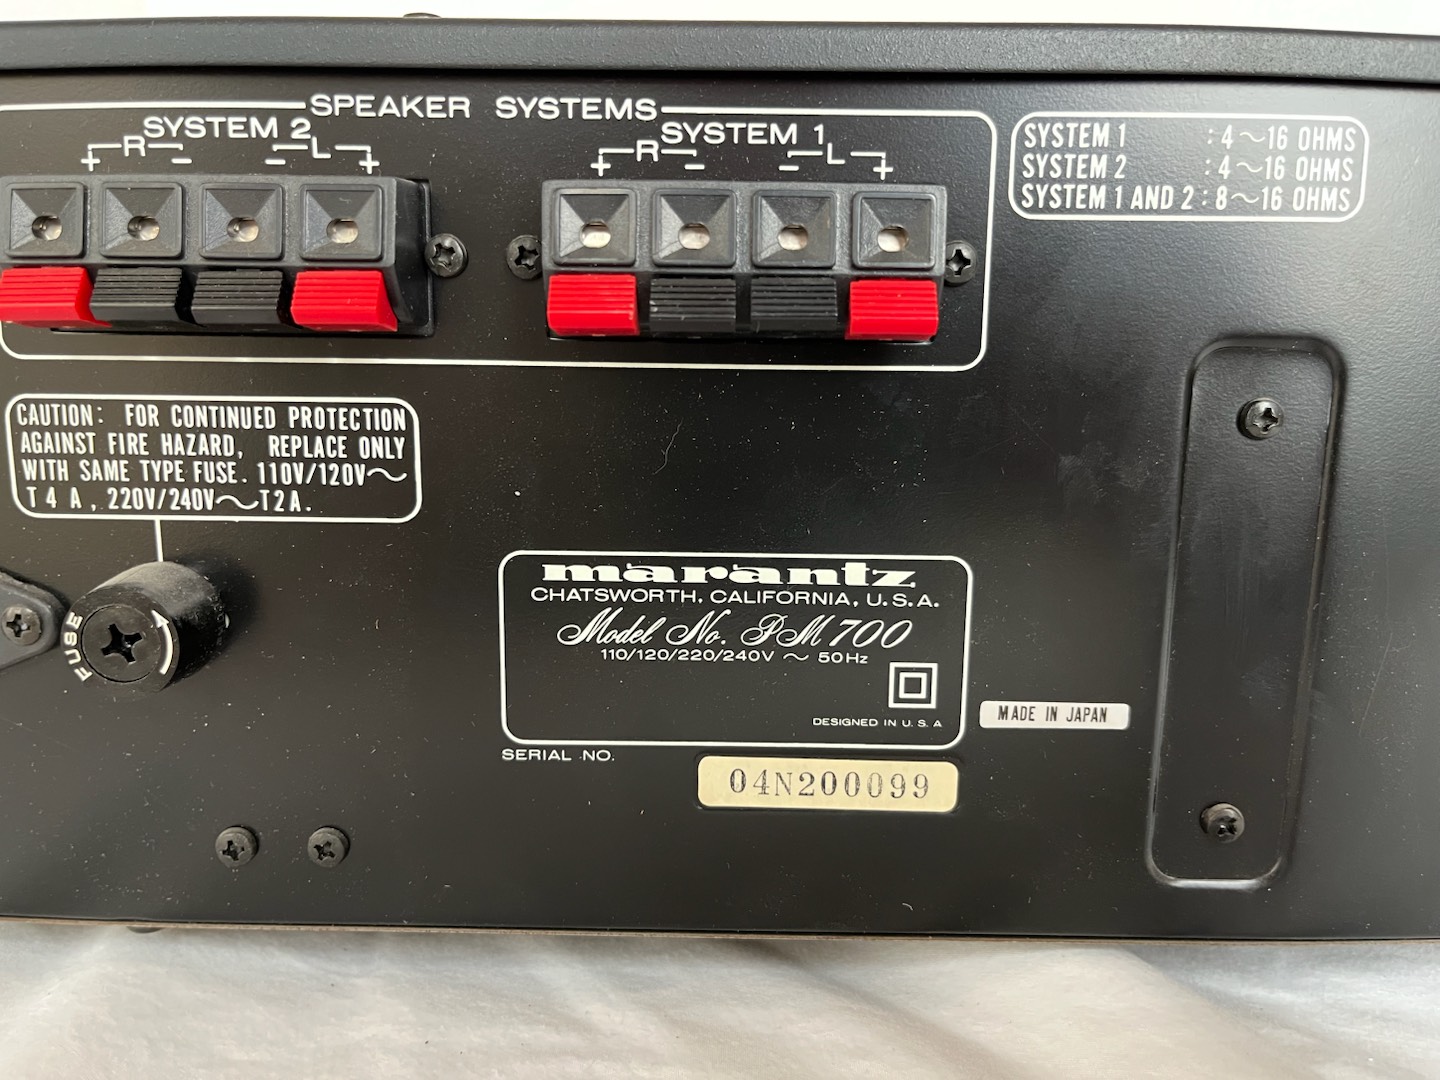 SPEAKER SYSTEMS
SYSTEM 2
+ R - - L +
SYSTEM 1
+ R - - L +
SYSTEM 1 : 4～16 OHMS
SYSTEM 2 : 4～16 OHMS
SYSTEM 1 AND 2 : 8～16 OHMS
CAUTION: FOR CONTINUED PROTECTION
AGAINST FIRE HAZARD, REPLACE ONLY
WITH SAME TYPE FUSE. 110V/120V～
T 4 A , 220V/240V～T2A.
FUSE
marantz
CHATSWORTH, CALIFORNIA, U.S.A.
Model No. PM700
110/120/220/240V ～ 50Hz
DESIGNED IN U.S.A
MADE IN JAPAN
SERIAL NO.
04N200099